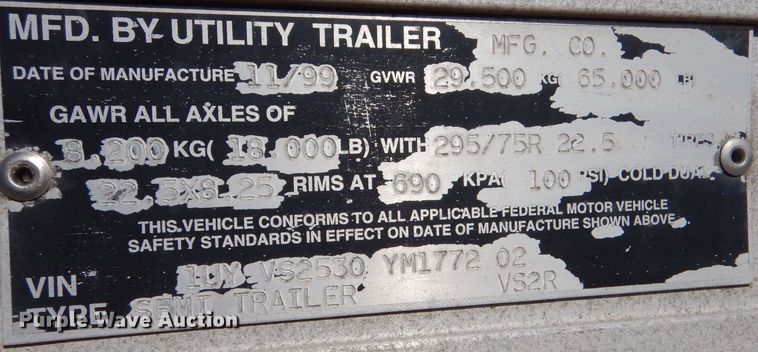 MFD. BY UTILITY TRAILER MFG. CO.
DATE OF MANUFACTURE 11/99 GVWR 29.500 KG( 65.000 LB)
GAWR ALL AXLES OF
8.200 KG( 18.000LB) WITH 295/75R 22.5 TIRES
22.5X8.25 RIMS AT 690 KPA( 100 PSI) COLD DUAL
THIS VEHICLE CONFORMS TO ALL APPLICABLE FEDERAL MOTOR VEHICLE
SAFETY STANDARDS IN EFFECT ON DATE OF MANUFACTURE SHOWN ABOVE
VIN 1UY VS2530 YM1772 02
TYPE SEMI TRAILER VS2R
Purple Wave Auction